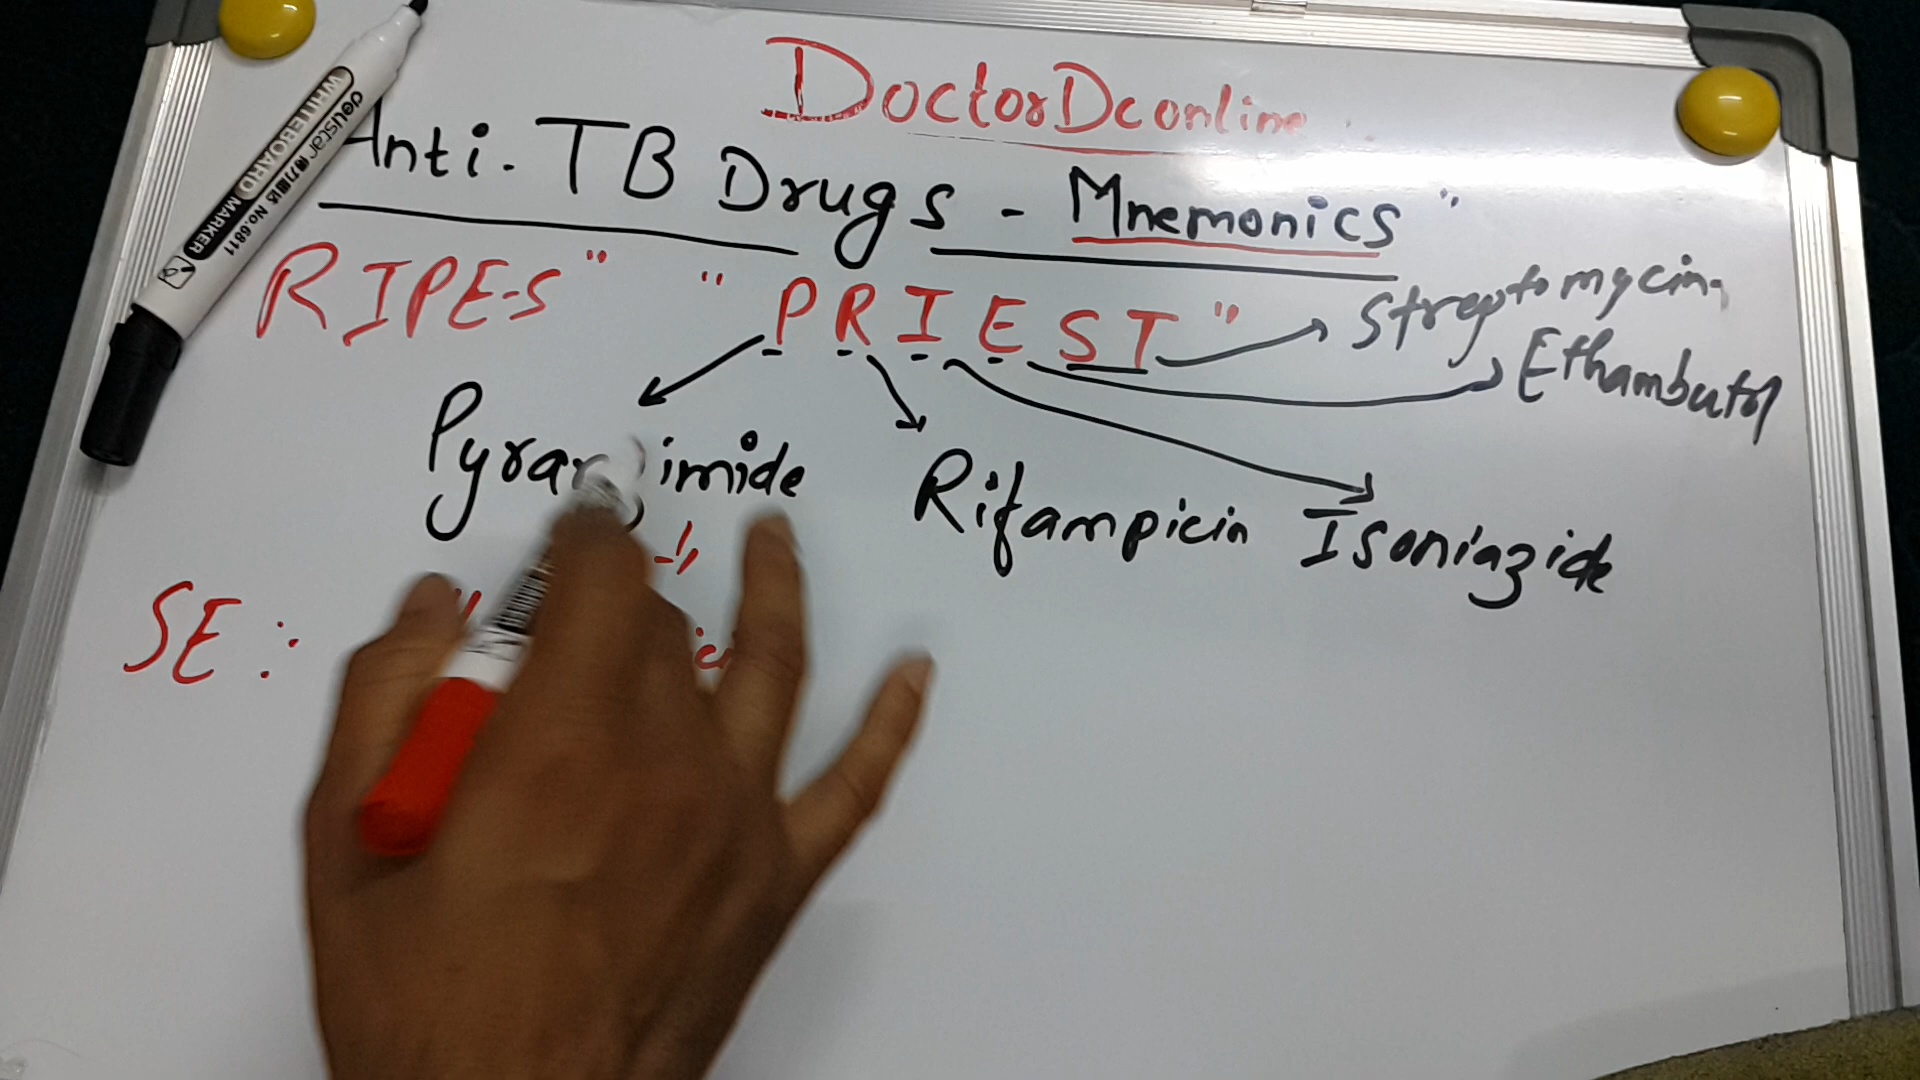 DoctorDconline
Anti-TB Drugs - Mnemonics"
RIPE-S" "PRIEST" Streptomycin
Ethambutol
Rifampicin Isoniazide
SE:
deli
WHITEBOARD MARKER No.6811